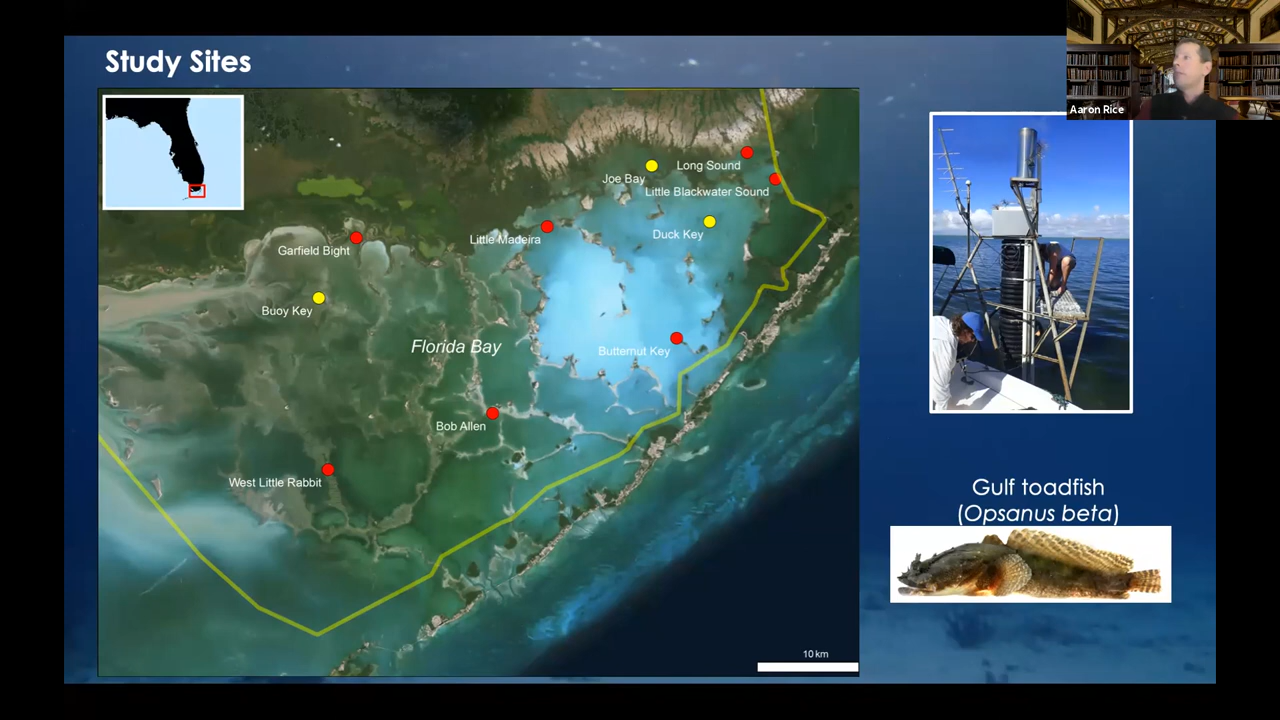 Study Sites
Aaron Rice
Long Sound
Joe Bay
Little Blackwater Sound
Duck Key
Little Madeira
Garfield Bight
Buoy Key
Florida Bay
Butternut Key
Bob Allen
West Little Rabbit
10 km
Gulf toadfish
(Opsanus beta)